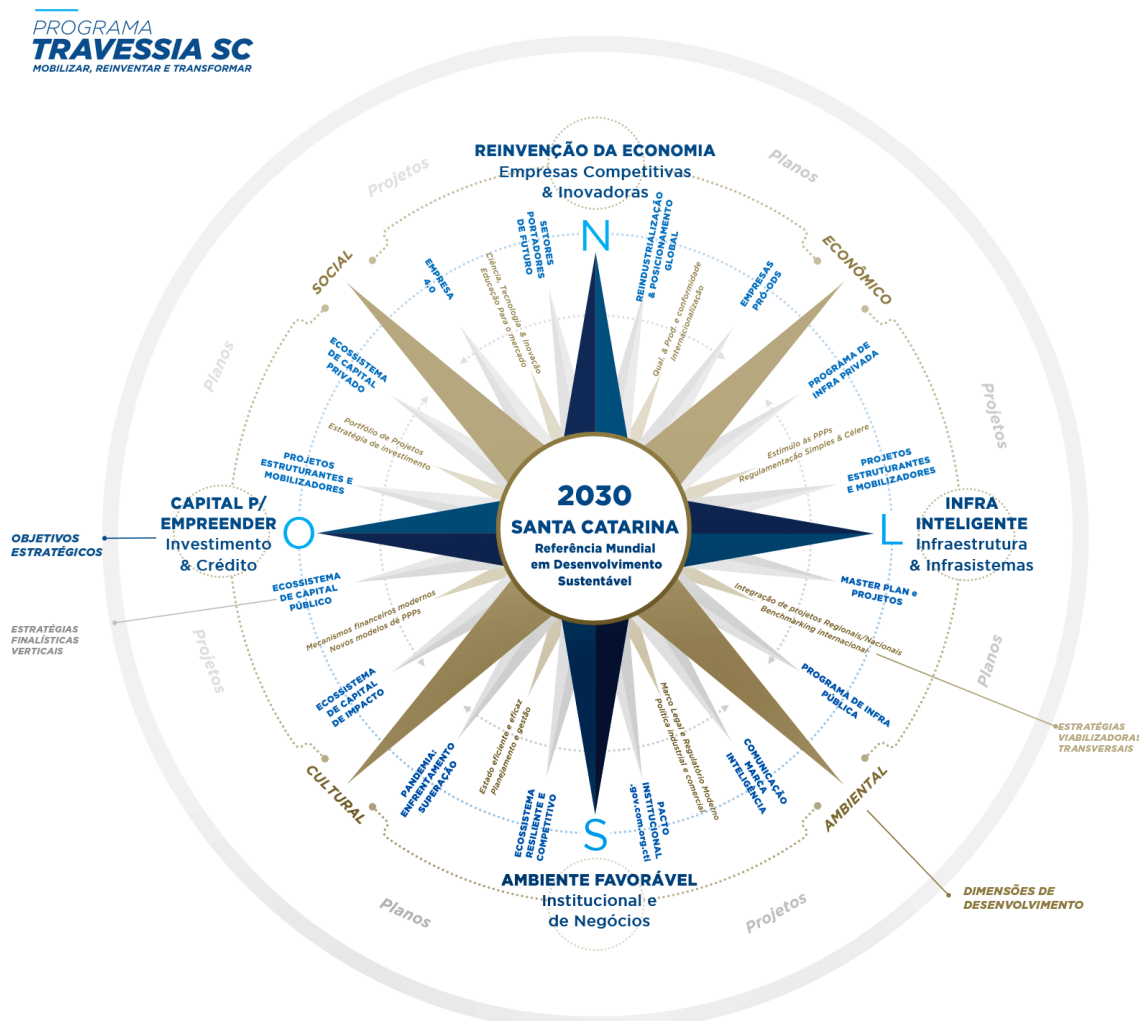 PROGRAMA
TRAVESSIA SC
MOBILIZAR, REINVENTAR E TRANSFORMAR
REINVENÇÃO DA ECONOMIA
Empresas Competitivas
& Inovadoras
Projetos
Planos
N
SETORES
PORTADORES
DE FUTURO
REINDUSTRIALIZAÇÃO
& POSICIONAMENTO
GLOBAL
SOCIAL
ECONÔMICO
EMPRESA
4,0
Ciência, Tecnologia & inovação
Educação Para o mercado
Qual. & Prod. e conformidade
Internacionalização
EMPRESAS
PRÓ-ODS
Planos
ECOSSISTEMA
DE CAPITAL
PRIVADO
PROGRAMA DE
INFRA PRIVADA
Projetos
Portfólio de Projetos
Estratégia de investimento
Estímulo às PPPs
Regulamentação Simples & Célere
PROJETOS
ESTRUTURANTES E
MOBILIZADORES
PROJETOS
ESTRUTURANTES
E MOBILIZADORES
CAPITAL P/
EMPREENDER
Investimento
& Crédito
O
2030
SANTA CATARINA
Referência Mundial
em Desenvolvimento
Sustentável
L
INFRA
INTELIGENTE
Infraestrutura
& Infrasistemas
OBJETIVOS
ESTRATÉGICOS
ECOSSISTEMA
DE CAPITAL
PÚBLICO
MASTER PLAN e
PROJETOS
ESTRATÉGIAS
FINALÍSTICAS
VERTICAIS
Mecanismos financeiros modernos
Novos modelos de PPPs
Integração de projetos Regionais/Nacionais
Benchmarking internacional
Projetos
Planos
ECOSSISTEMA
DE CAPITAL
DE IMPACTO
PROGRAMA DE INFRA
PÚBLICA
ESTRATÉGIAS
VIABILIZADORAS
TRANSVERSAIS
CULTURAL
AMBIENTAL
PANDEMIA:
ENFRENTAMENTO
SUPERAÇÃO
Estado eficiente e eficaz
Planejamento e gestão
Marco Legal e Regulatório Moderno
Política industrial e comercial
COMUNICAÇÃO
MARCA
INTELIGÊNCIA
ECOSSISTEMA
RESILIENTE E
COMPETITIVO
PACTO
INSTITUCIONAL
.gov.com.org.cti
S
AMBIENTE FAVORÁVEL
Institucional e
de Negócios
Planos
Projetos
DIMENSÕES DE
DESENVOLVIMENTO